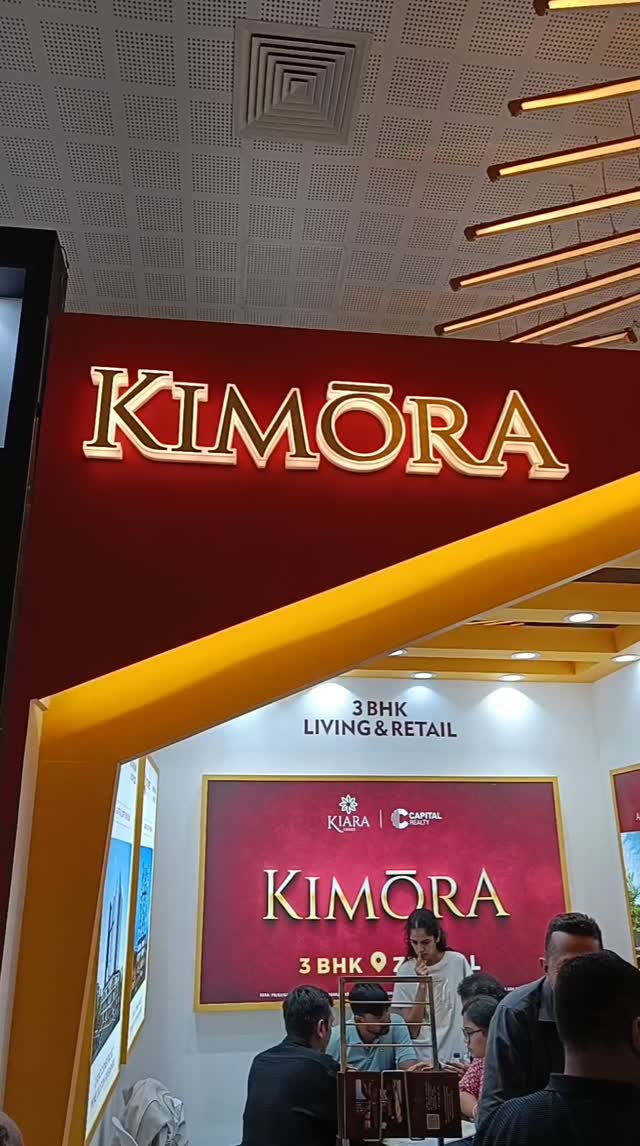 KIMŌRA
3 BHK
LIVING & RETAIL
KIARA
CAPITAL
REALTY
KIMŌRA
3 BHK